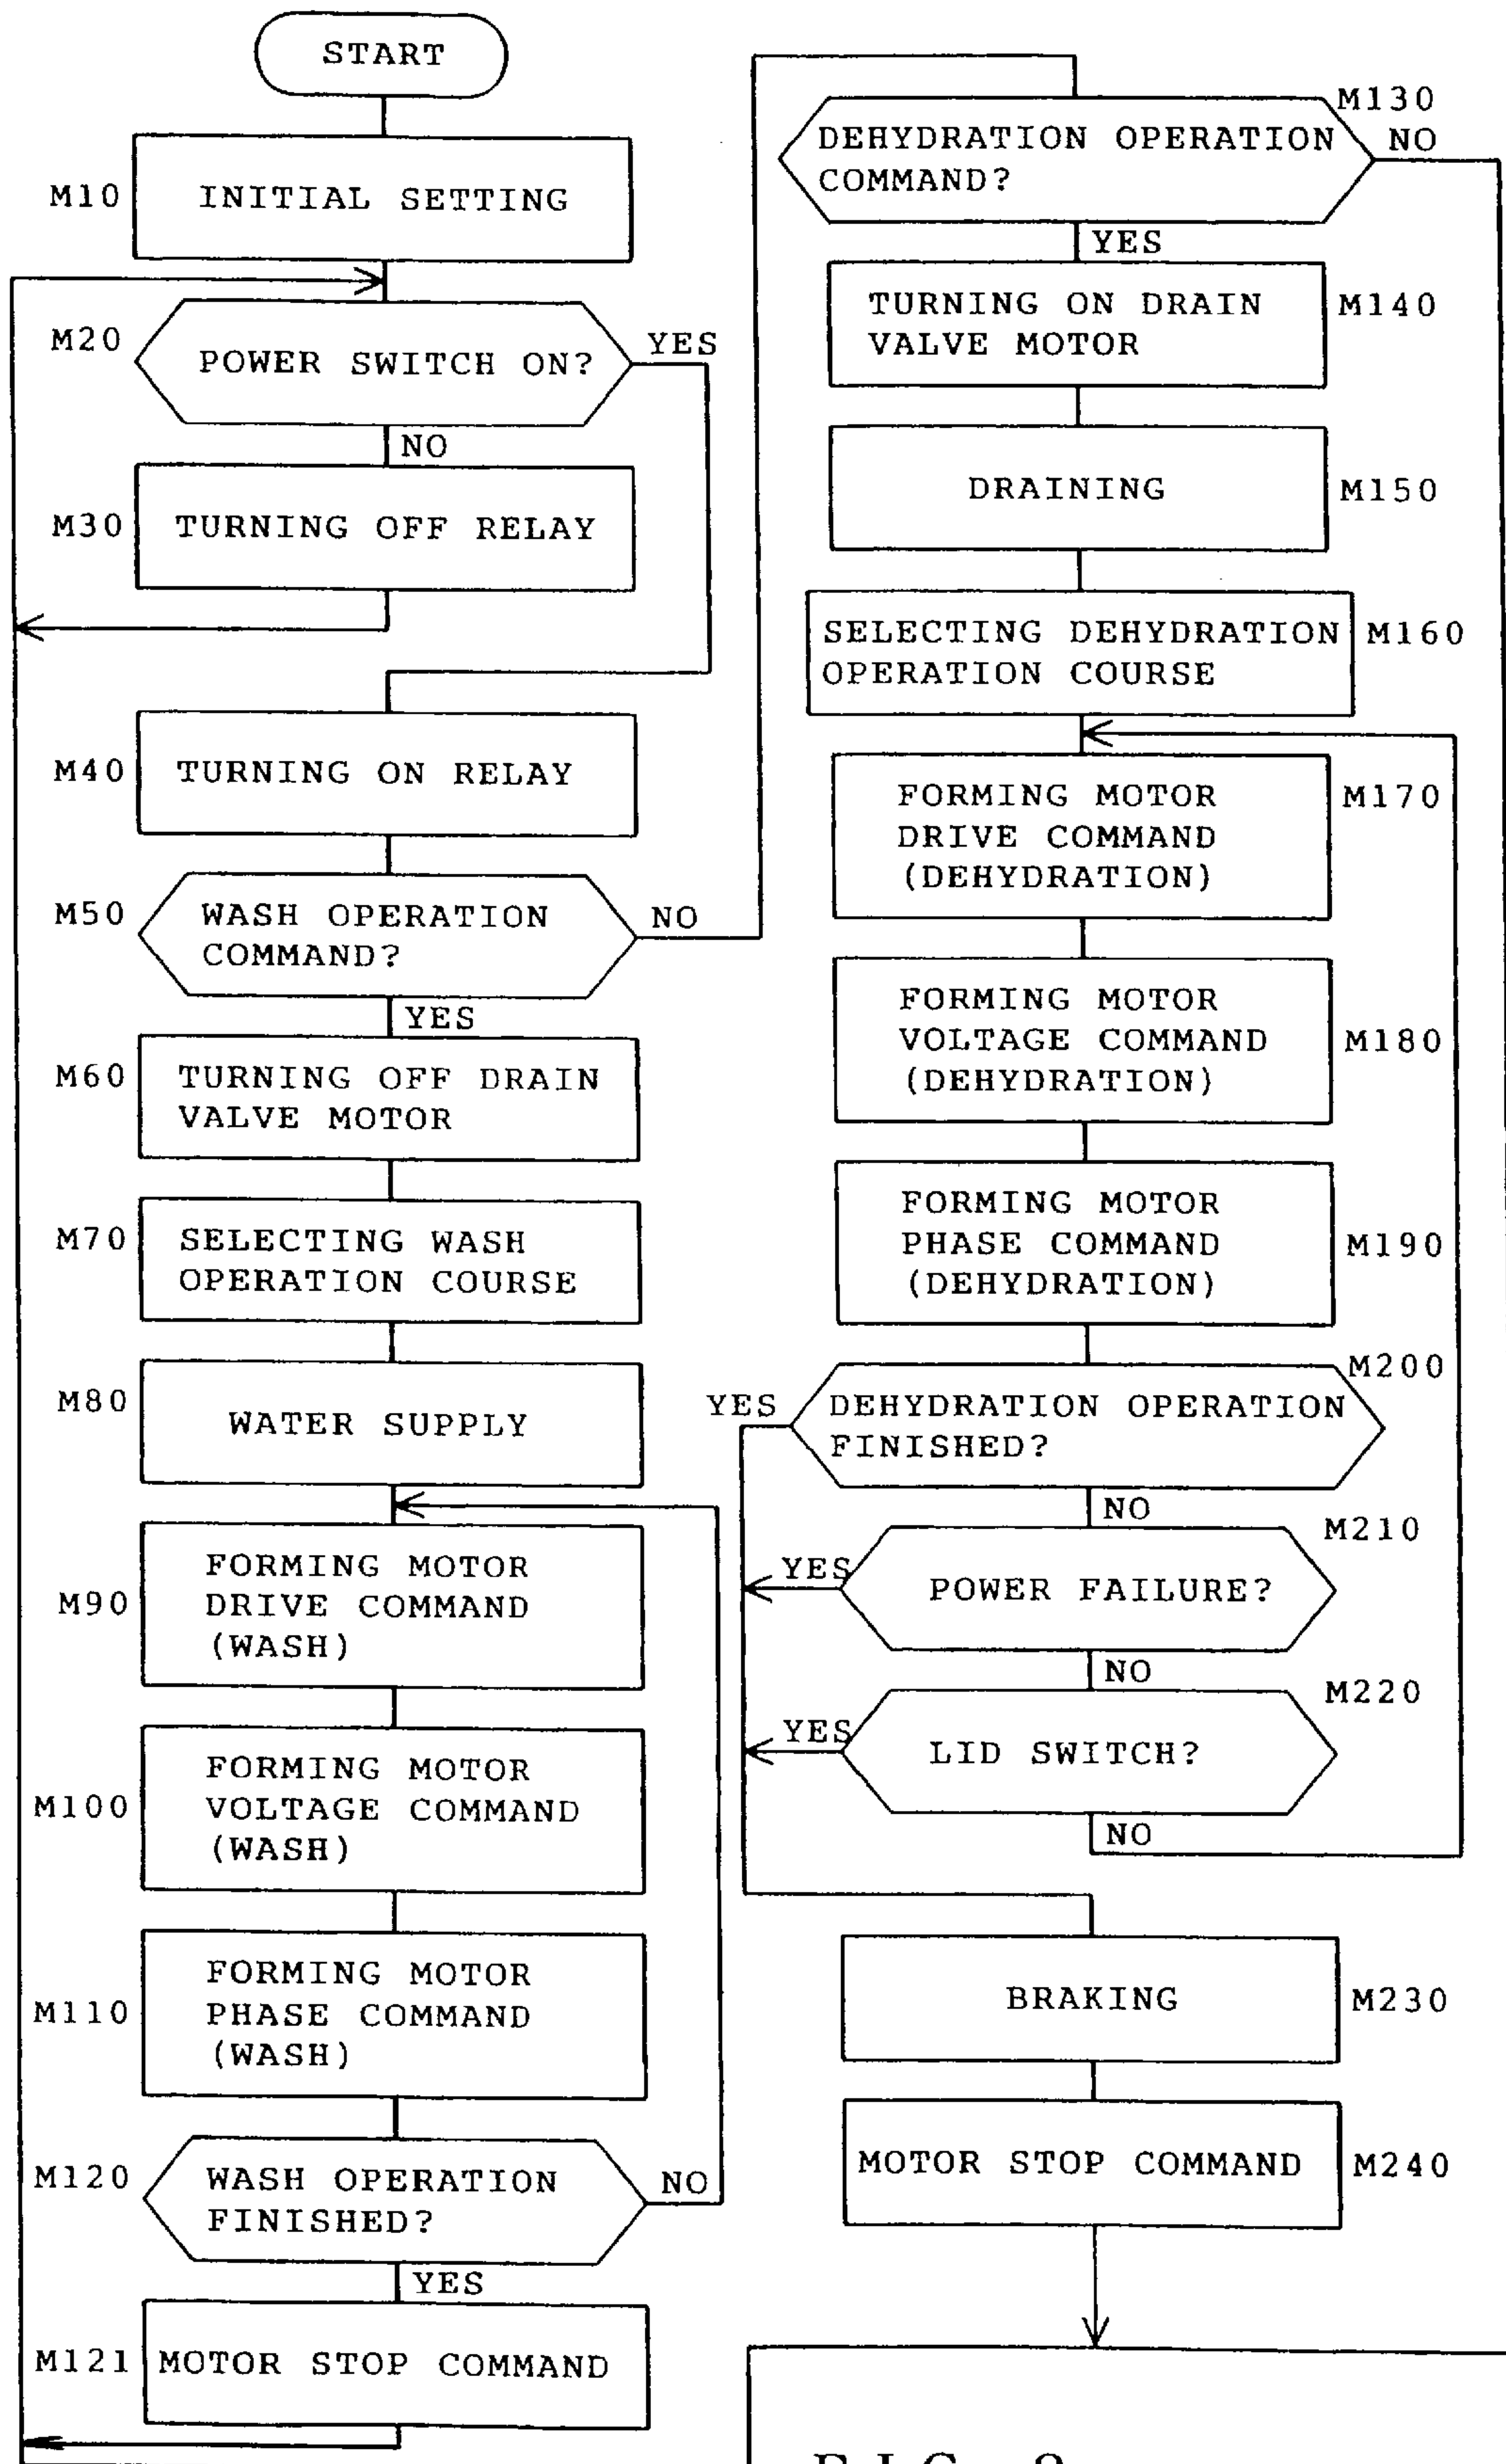 START
M10
INITIAL SETTING
M20
POWER SWITCH ON?
YES
NO
M30
TURNING OFF RELAY
M40
TURNING ON RELAY
M50
WASH OPERATION
COMMAND?
NO
YES
M60
TURNING OFF DRAIN
VALVE MOTOR
M70
SELECTING WASH
OPERATION COURSE
M80
WATER SUPPLY
M90
FORMING MOTOR
DRIVE COMMAND
(WASH)
M100
FORMING MOTOR
VOLTAGE COMMAND
(WASH)
M110
FORMING MOTOR
PHASE COMMAND
(WASH)
M120
WASH OPERATION
FINISHED?
NO
YES
M121
MOTOR STOP COMMAND
M130
DEHYDRATION OPERATION
COMMAND?
NO
YES
TURNING ON DRAIN
VALVE MOTOR
M140
DRAINING
M150
SELECTING DEHYDRATION
OPERATION COURSE
M160
FORMING MOTOR
DRIVE COMMAND
(DEHYDRATION)
M170
FORMING MOTOR
VOLTAGE COMMAND
(DEHYDRATION)
M180
FORMING MOTOR
PHASE COMMAND
(DEHYDRATION)
M190
M200
YES
DEHYDRATION OPERATION
FINISHED?
NO
M210
YES
POWER FAILURE?
NO
M220
YES
LID SWITCH?
NO
BRAKING
M230
MOTOR STOP COMMAND
M240